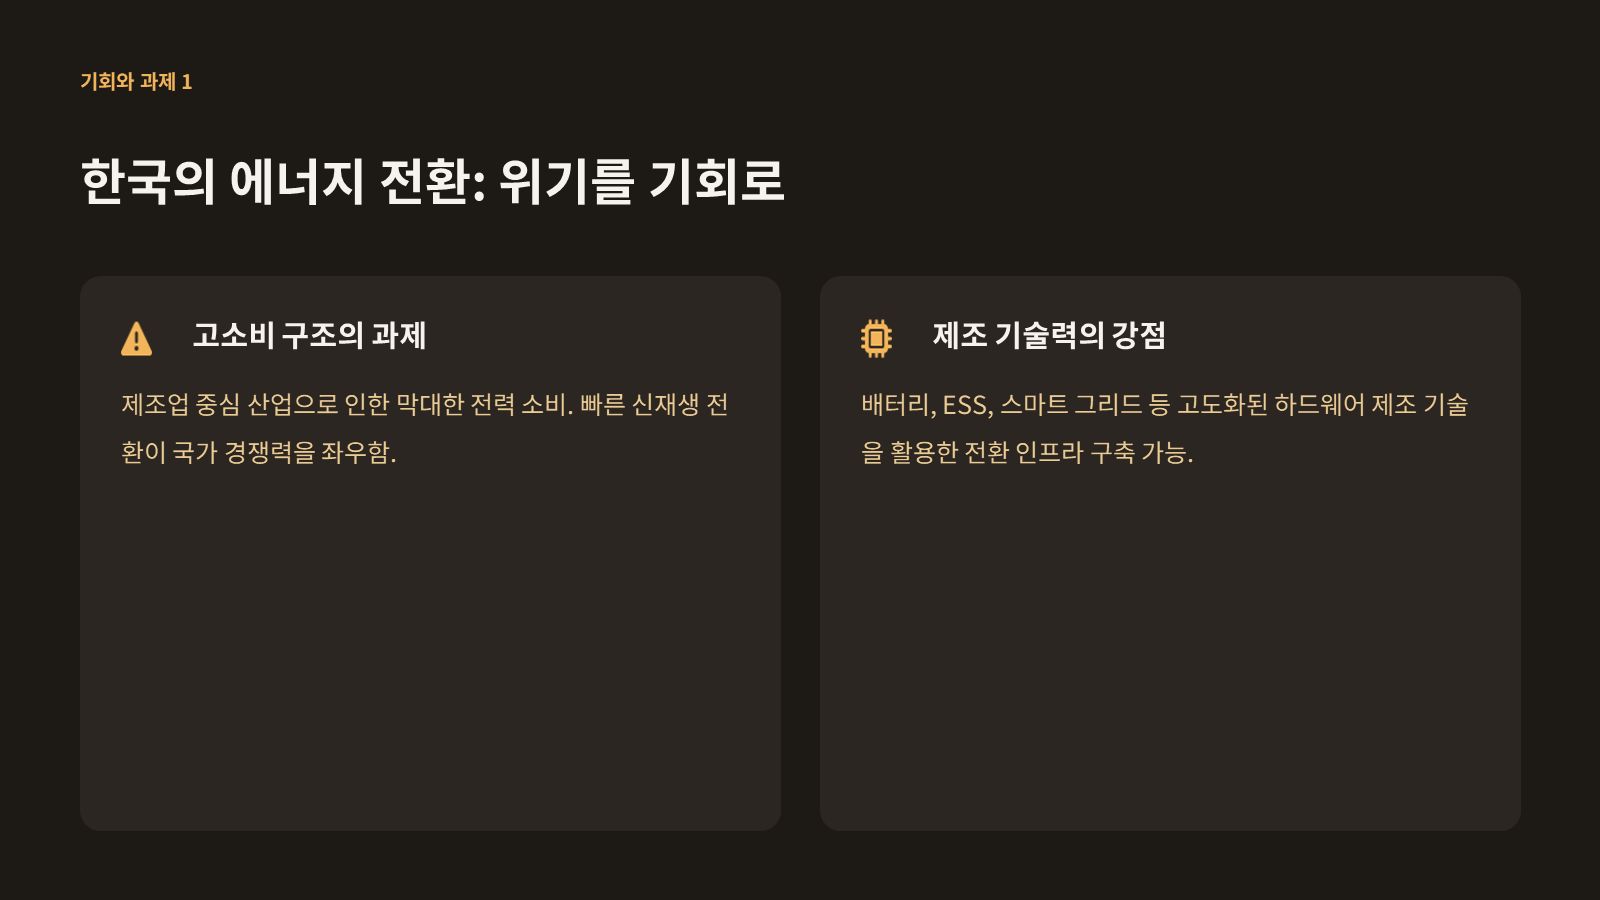 기회와 과제 1
한국의 에너지 전환: 위기를 기회로
고소비 구조의 과제
제조업 중심 산업으로 인한 막대한 전력 소비. 빠른 신재생 전
환이 국가 경쟁력을 좌우함.
제조 기술력의 강점
배터리, ESS, 스마트 그리드 등 고도화된 하드웨어 제조 기술
을 활용한 전환 인프라 구축 가능.